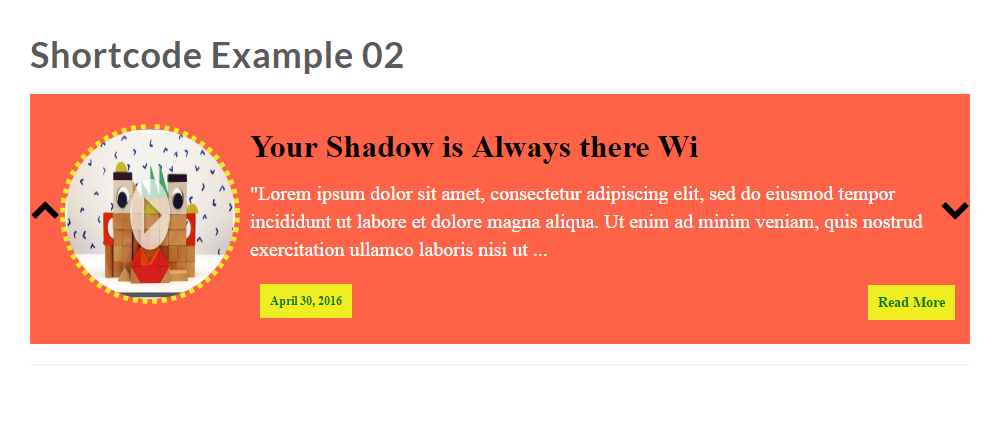 Shortcode Example 02
Your Shadow is Always there Wi
"Lorem ipsum dolor sit amet, consectetur adipiscing elit, sed do eiusmod tempor
incididunt ut labore et dolore magna aliqua. Ut enim ad minim veniam, quis nostrud
exercitation ullamco laboris nisi ut ...
April 30, 2016
Read More